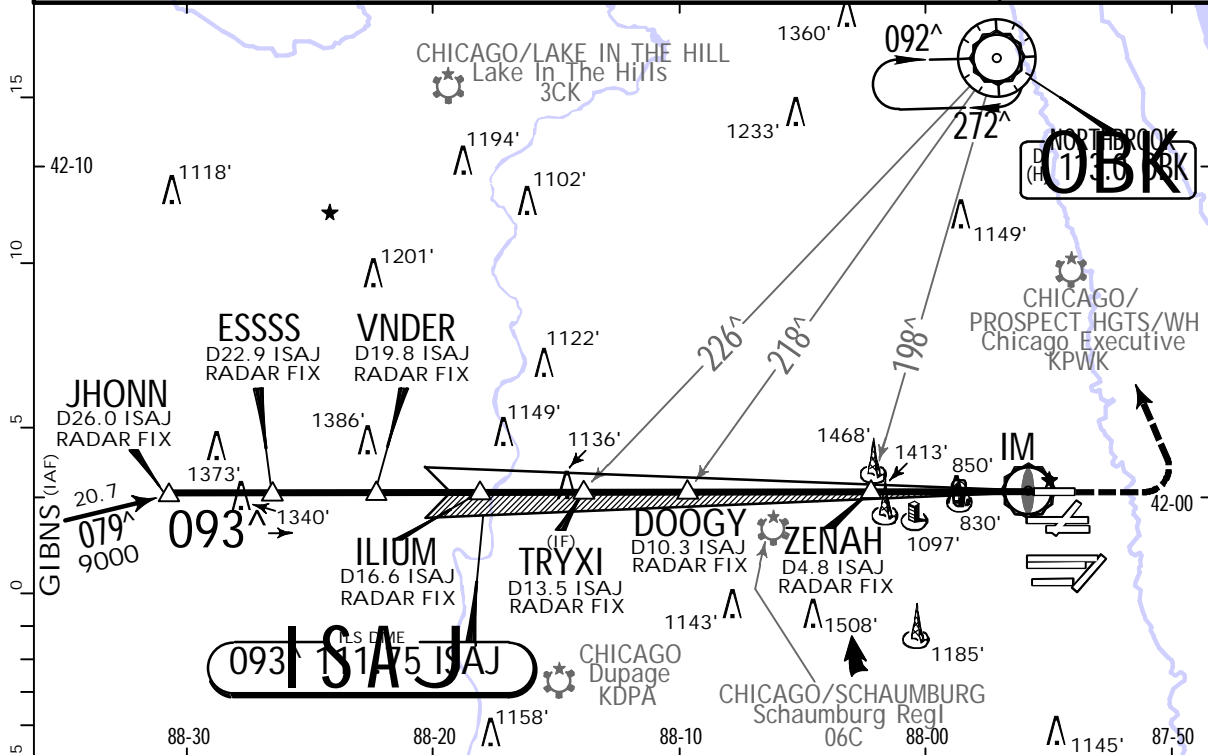 1360'
092^
CHICAGO/LAKE IN THE HILL
Lake In The Hills
3CK
15
1233'
272^
NORTHBROOK
OBK
42-10
1194'
1118'
1102'
1149'
10
1201'
CHICAGO/
PROSPECT HGTS/WH
Chicago Executive
KPWK
ESSSS
D22.9 ISAJ
RADAR FIX
VNDER
D19.8 ISAJ
RADAR FIX
1122'
226^
218^
198^
JHONN
D26.0 ISAJ
RADAR FIX
5
1386'
1149'
1136'
1468'
1413'
850'
IM
1373'
GIBNS (IAF)
20.7
079^
9000
093^
1340'
830'
42-00
1097'
ILIUM
D16.6 ISAJ
RADAR FIX
(IF)
TRYXI
D13.5 ISAJ
RADAR FIX
DOOGY
D10.3 ISAJ
RADAR FIX
ZENAH
D4.8 ISAJ
RADAR FIX
0
1143'
1508'
1185'
ILS DME
093^ 111.75 ISAJ
ISAJ
CHICAGO
Dupage
KDPA
CHICAGO/SCHAUMBURG
Schaumburg Regl
06C
1158'
1145'
5
88-30
88-20
88-10
88-00
87-50